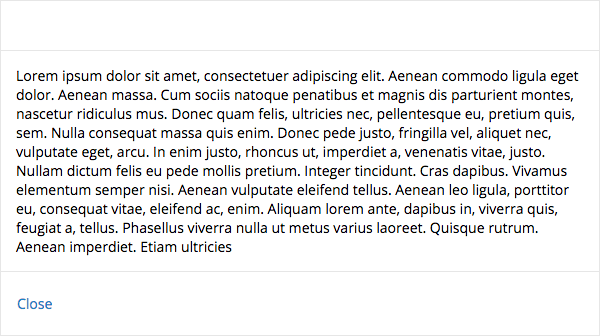 Lorem ipsum dolor sit amet, consectetuer adipiscing elit. Aenean commodo ligula eget
dolor. Aenean massa. Cum sociis natoque penatibus et magnis dis parturient montes,
nascetur ridiculus mus. Donec quam felis, ultricies nec, pellentesque eu, pretium quis,
sem. Nulla consequat massa quis enim. Donec pede justo, fringilla vel, aliquet nec,
vulputate eget, arcu. In enim justo, rhoncus ut, imperdiet a, venenatis vitae, justo.
Nullam dictum felis eu pede mollis pretium. Integer tincidunt. Cras dapibus. Vivamus
elementum semper nisi. Aenean vulputate eleifend tellus. Aenean leo ligula, porttitor
eu, consequat vitae, eleifend ac, enim. Aliquam lorem ante, dapibus in, viverra quis,
feugiat a, tellus. Phasellus viverra nulla ut metus varius laoreet. Quisque rutrum.
Aenean imperdiet. Etiam ultricies
Close